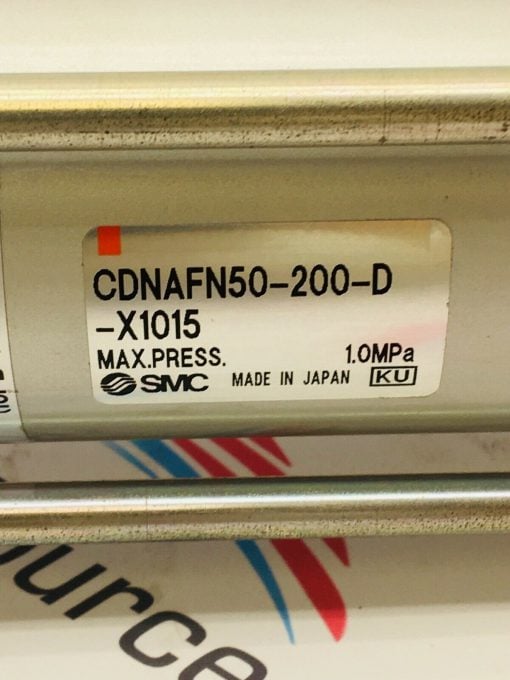 CDNAFN50-200-D
-X1015
MAX.PRESS. 1.0MPa
SMC MADE IN JAPAN KU
urce